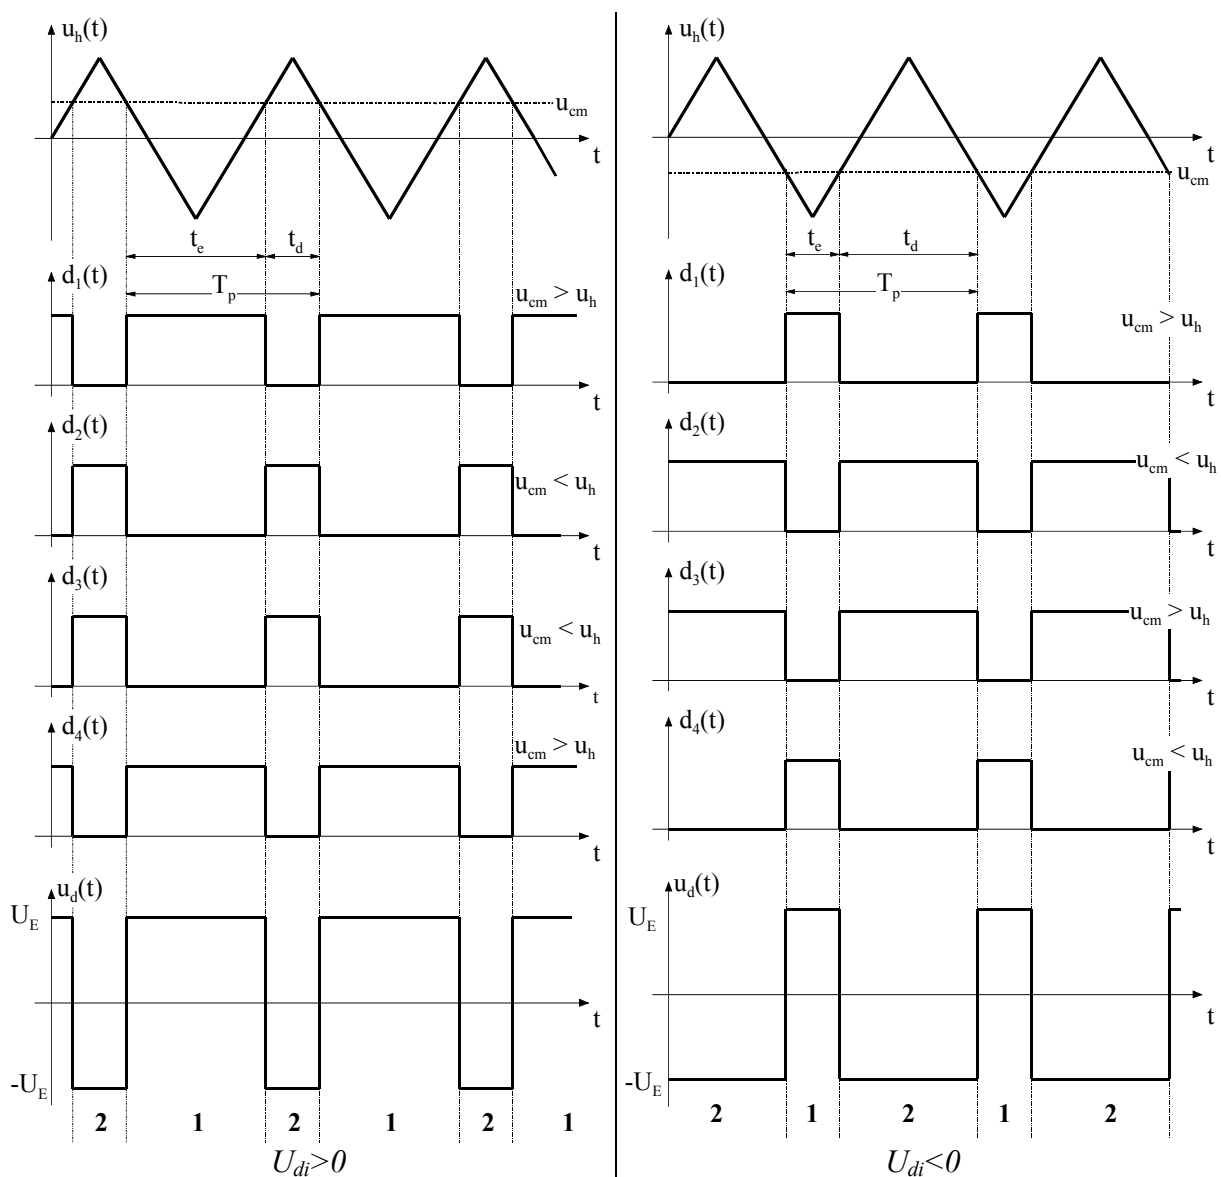 u_h(t)
u_cm
t
t_e t_d
d_1(t)
T_p
u_cm > u_h
t
d_2(t)
u_cm < u_h
t
d_3(t)
u_cm < u_h
t
d_4(t)
u_cm > u_h
t
u_d(t)
U_E
t
-U_E
2 1 2 1 2 1
U_di>0
u_h(t)
t
u_cm
t_e t_d
d_1(t)
T_p
u_cm > u_h
t
d_2(t)
u_cm < u_h
t
d_3(t)
u_cm > u_h
t
d_4(t)
u_cm < u_h
t
u_d(t)
U_E
t
-U_E
2 1 2 1 2
U_di<0